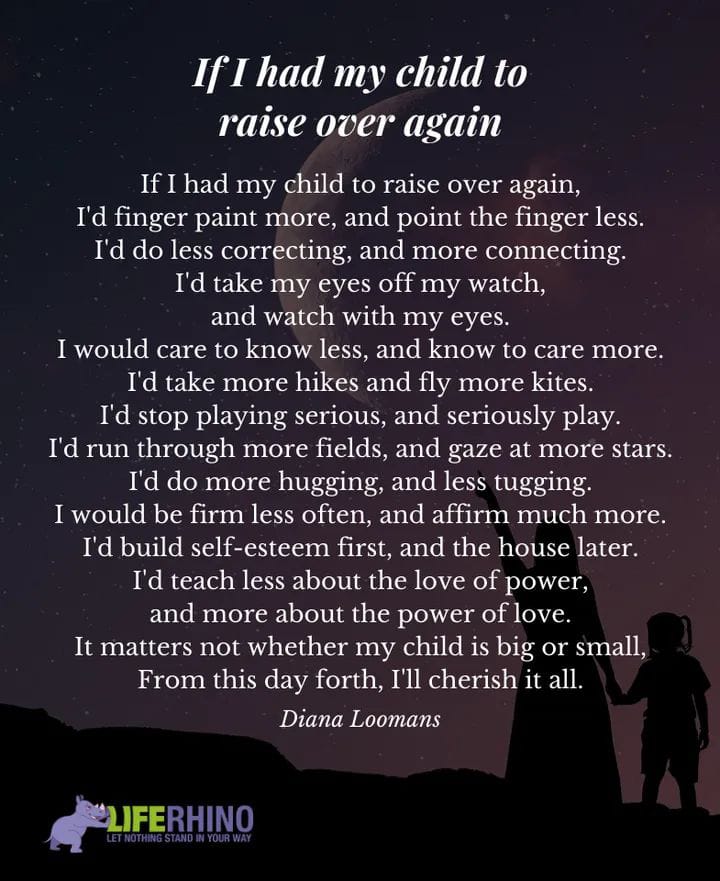 If I had my child to
raise over again
If I had my child to raise over again,
I'd finger paint more, and point the finger less.
I'd do less correcting, and more connecting.
I'd take my eyes off my watch,
and watch with my eyes.
I would care to know less, and know to care more.
I'd take more hikes and fly more kites.
I'd stop playing serious, and seriously play.
I'd run through more fields, and gaze at more stars.
I'd do more hugging, and less tugging.
I would be firm less often, and affirm much more.
I'd build self-esteem first, and the house later.
I'd teach less about the love of power,
and more about the power of love.
It matters not whether my child is big or small,
From this day forth, I'll cherish it all.
Diana Loomans
LIFERHINO
LET NOTHING STAND IN YOUR WAY